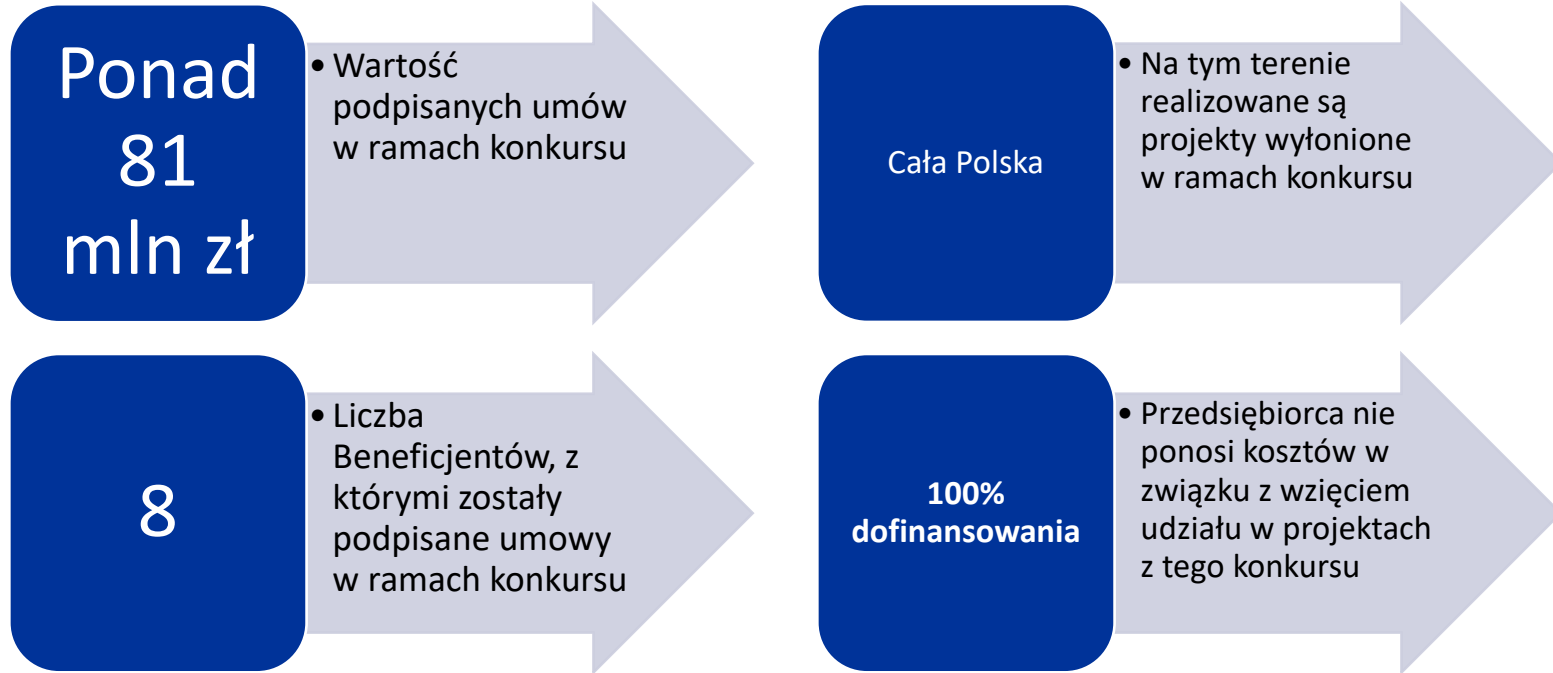 Ponad
81
mln zł
• Wartość
podpisanych umów
w ramach konkursu
Cała Polska
• Na tym terenie
realizowane są
projekty wyłonione
w ramach konkursu
8
• Liczba
Beneficjentów, z
którymi zostały
podpisane umowy
w ramach konkursu
100%
dofinansowania
• Przedsiębiorca nie
ponosi kosztów w
związku z wzięciem
udziału w projektach
z tego konkursu